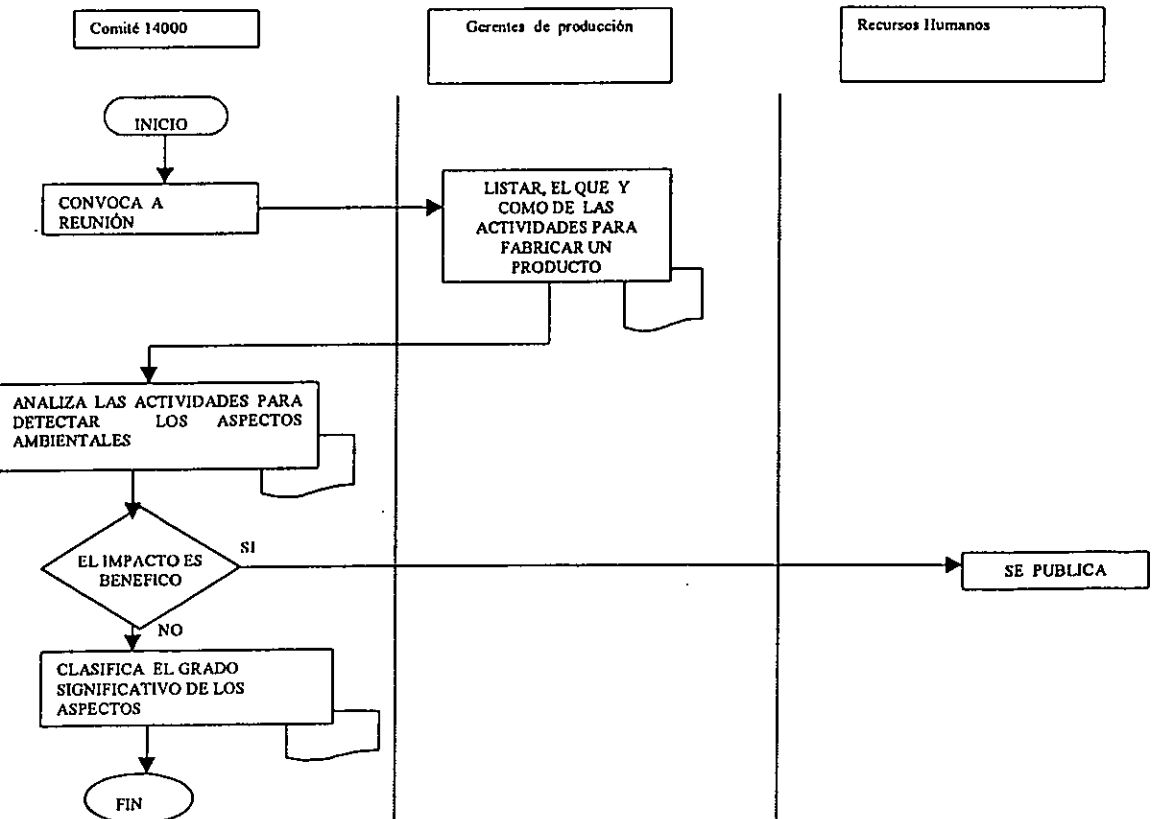 Comité 14000
Gerentes de producción
Recursos Humanos
INICIO
CONVOCA A
REUNIÓN
LISTAR, EL QUE Y
COMO DE LAS
ACTIVIDADES PARA
FABRICAR UN
PRODUCTO
ANALIZA LAS ACTIVIDADES PARA
DETECTAR LOS ASPECTOS
AMBIENTALES
EL IMPACTO ES
BENEFICO
SI
SE PUBLICA
NO
CLASIFICA EL GRADO
SIGNIFICATIVO DE LOS
ASPECTOS
FIN